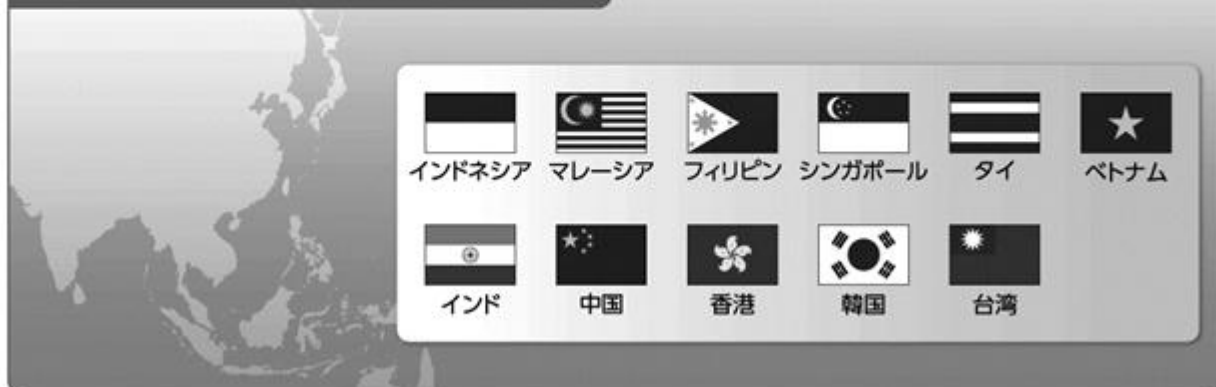 インドネシア マレーシア フィリピン シンガポール タイ ベトナム
インド 中国 香港 韓国 台湾